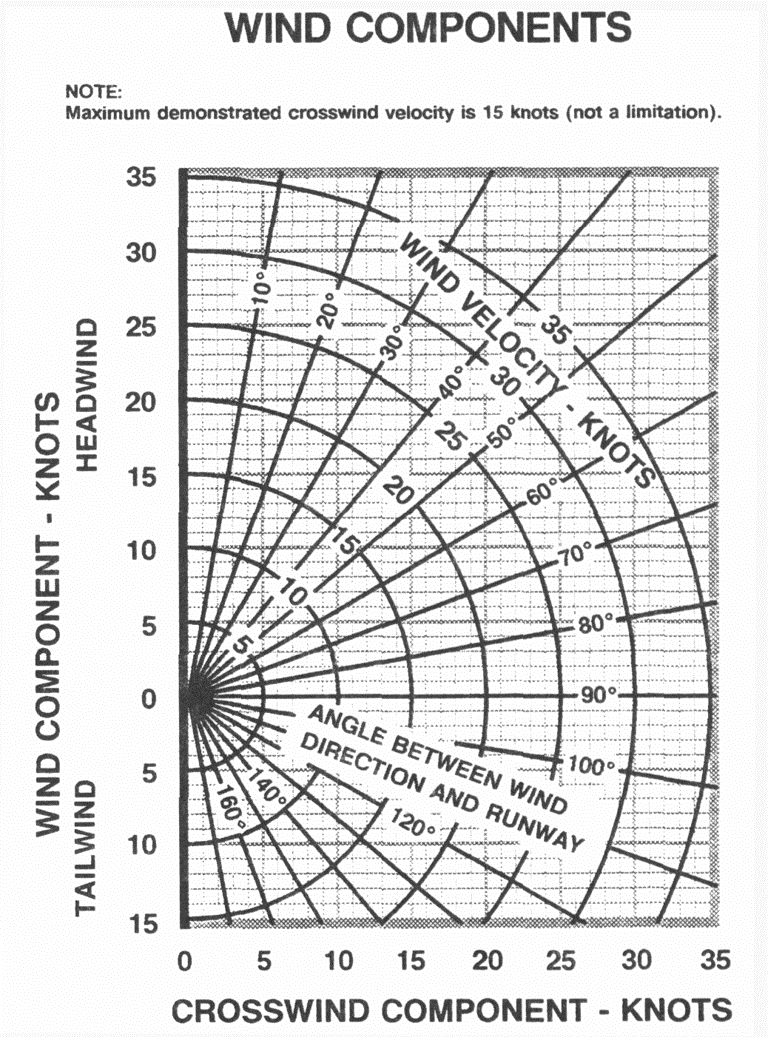 WIND COMPONENTS
NOTE:
Maximum demonstrated crosswind velocity is 15 knots (not a limitation).
WIND COMPONENT - KNOTS
HEADWIND
TAILWIND
35
30
25
20
15
10
5
0
5
10
15
10°
20°
30°
40°
50°
60°
70°
80°
90°
100°
120°
140°
160°
WIND VELOCITY - KNOTS
35
30
25
20
15
10
5
ANGLE BETWEEN WIND
DIRECTION AND RUNWAY
0 5 10 15 20 25 30 35
CROSSWIND COMPONENT - KNOTS